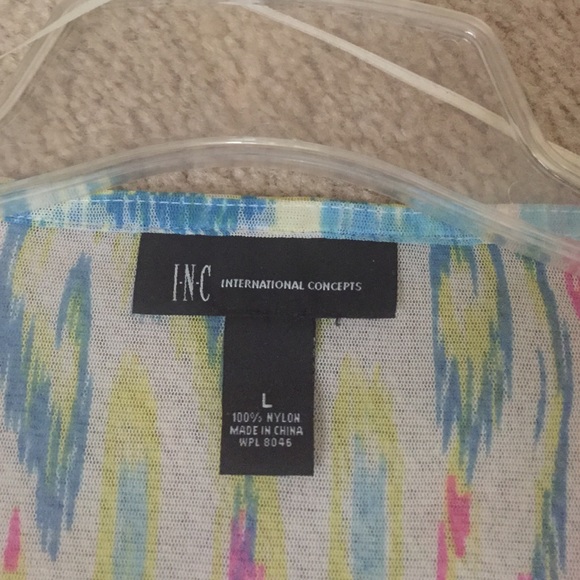 I·N·C INTERNATIONAL CONCEPTS
L
100% NYLON
MADE IN CHINA
WPL 8046